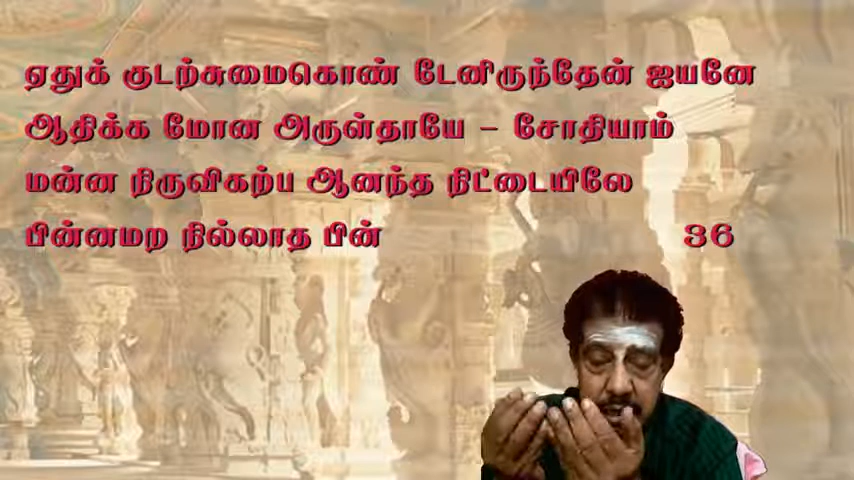 ஏதுக் குடற்சுமைகொண் டேனிருந்தேன் ஐயனே
ஆதிக்க மோன அருள்தாயே - சோதியாம்
மன்ன நிருவிகற்ப ஆனந்த நிட்டையிலே
பின்னமற நில்லாத பின் 36